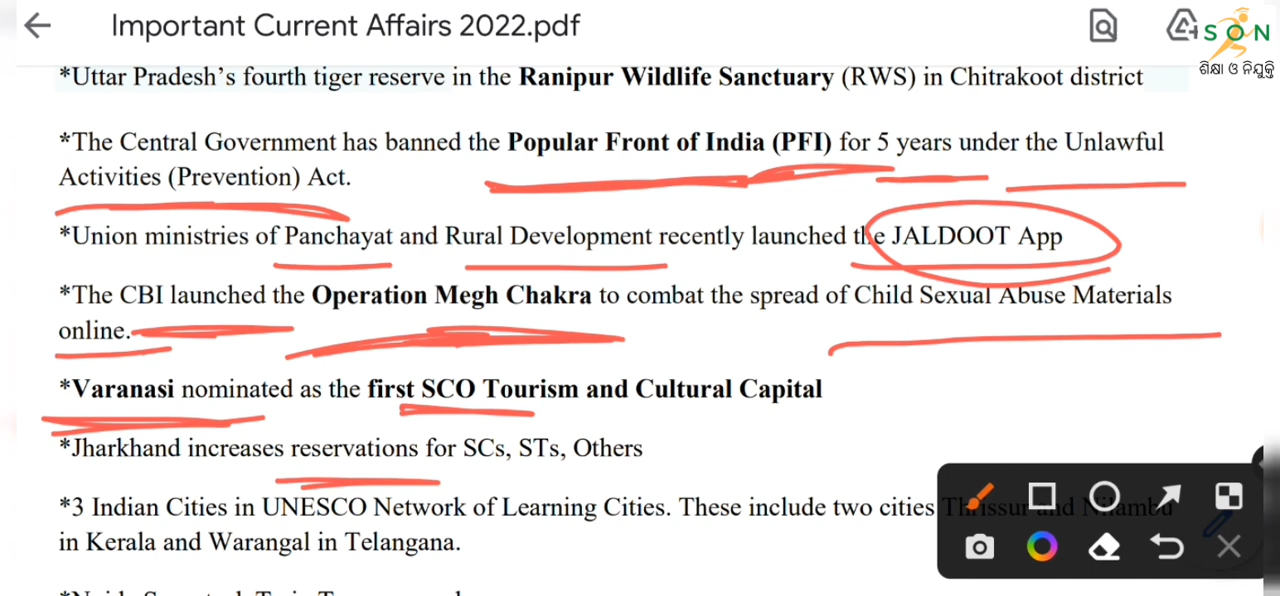 Important Current Affairs 2022.pdf
SON
ଶିକ୍ଷା ଓ ନିଯୁକ୍ତି
*Uttar Pradesh’s fourth tiger reserve in the Ranipur Wildlife Sanctuary (RWS) in Chitrakoot district
*The Central Government has banned the Popular Front of India (PFI) for 5 years under the Unlawful
Activities (Prevention) Act.
*Union ministries of Panchayat and Rural Development recently launched the JALDOOT App
*The CBI launched the Operation Megh Chakra to combat the spread of Child Sexual Abuse Materials
online.
*Varanasi nominated as the first SCO Tourism and Cultural Capital
*Jharkhand increases reservations for SCs, STs, Others
*3 Indian Cities in UNESCO Network of Learning Cities. These include two cities Thrissur and Nilambu
in Kerala and Warangal in Telangana.